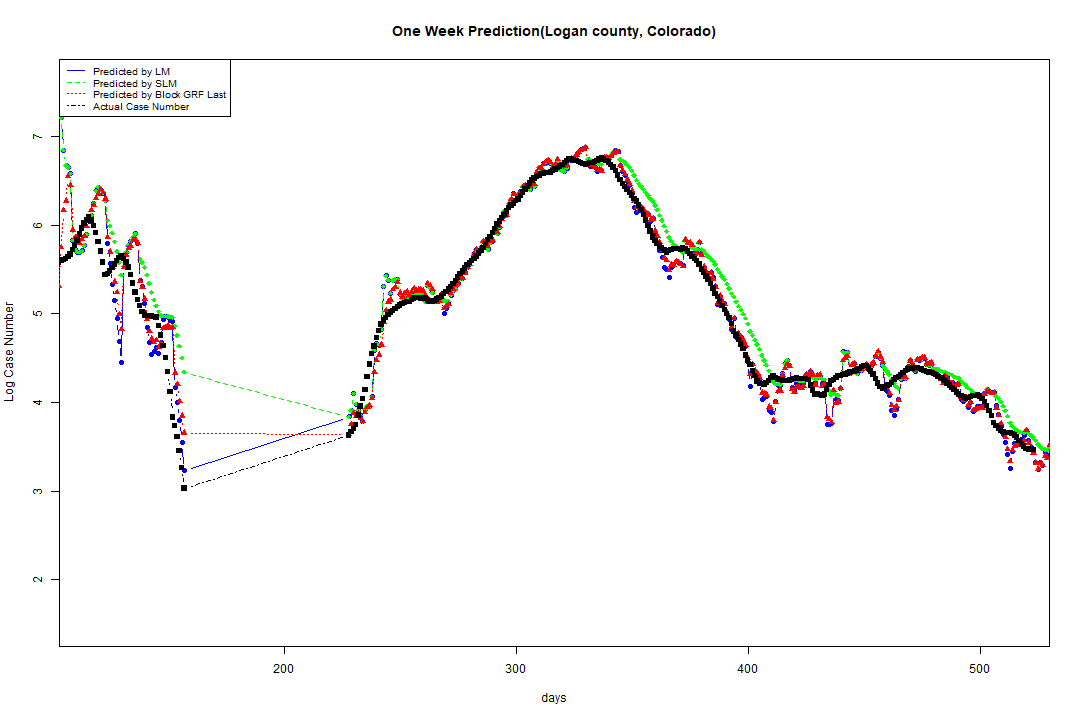 One Week Prediction(Logan county, Colorado)
Predicted by LM
Predicted by SLM
Predicted by Block GRF Last
Actual Case Number
7
6
5
4
3
2
Log Case Number
200 300 400 500
days